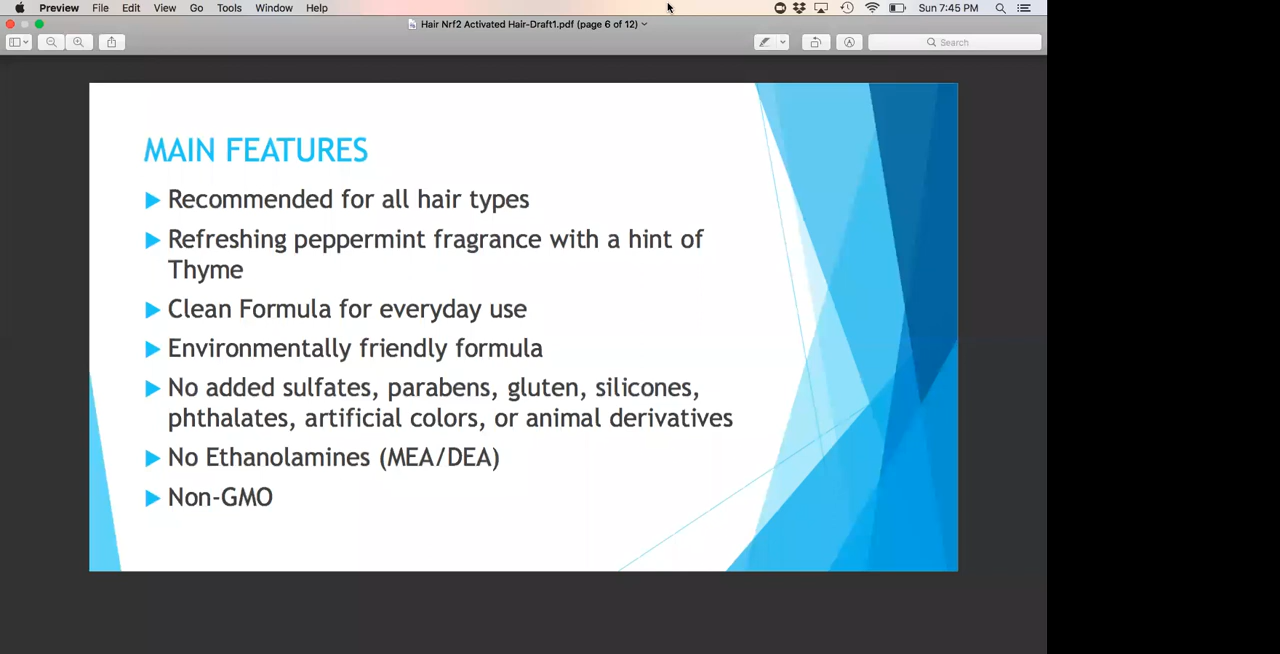 Preview File Edit View Go Tools Window Help Sun 7:45 PM
Hair Nrf2 Activated Hair-Draft1.pdf (page 6 of 12)
Search
MAIN FEATURES
Recommended for all hair types
Refreshing peppermint fragrance with a hint of
Thyme
Clean Formula for everyday use
Environmentally friendly formula
No added sulfates, parabens, gluten, silicones,
phthalates, artificial colors, or animal derivatives
No Ethanolamines (MEA/DEA)
Non-GMO